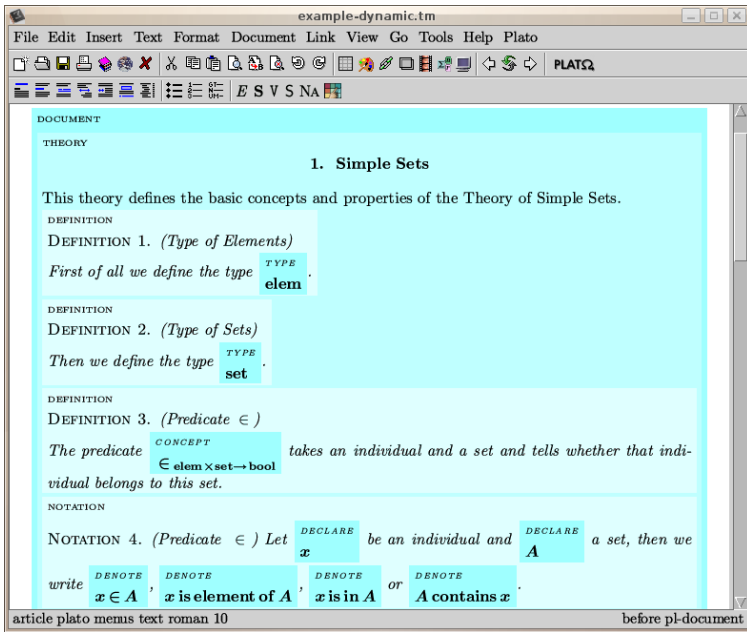 example-dynamic.tm
File Edit Insert Text Format Document Link View Go Tools Help Plato
PLATΩ
E S V S NA
DOCUMENT
THEORY
1. Simple Sets
This theory defines the basic concepts and properties of the Theory of Simple Sets.
DEFINITION
DEFINITION 1. (Type of Elements)
TYPE
First of all we define the type elem .
DEFINITION
DEFINITION 2. (Type of Sets)
TYPE
Then we define the type set .
DEFINITION
DEFINITION 3. (Predicate ∈ )
CONCEPT
The predicate ∈ elem×set→bool takes an individual and a set and tells whether that indi-
vidual belongs to this set.
NOTATION
DECLARE DECLARE
NOTATION 4. (Predicate ∈ ) Let x be an individual and A a set, then we
DENOTE DENOTE DENOTE DENOTE
write x ∈ A , x is element of A , x is in A or A contains x .
article plato menus text roman 10 before pl-document